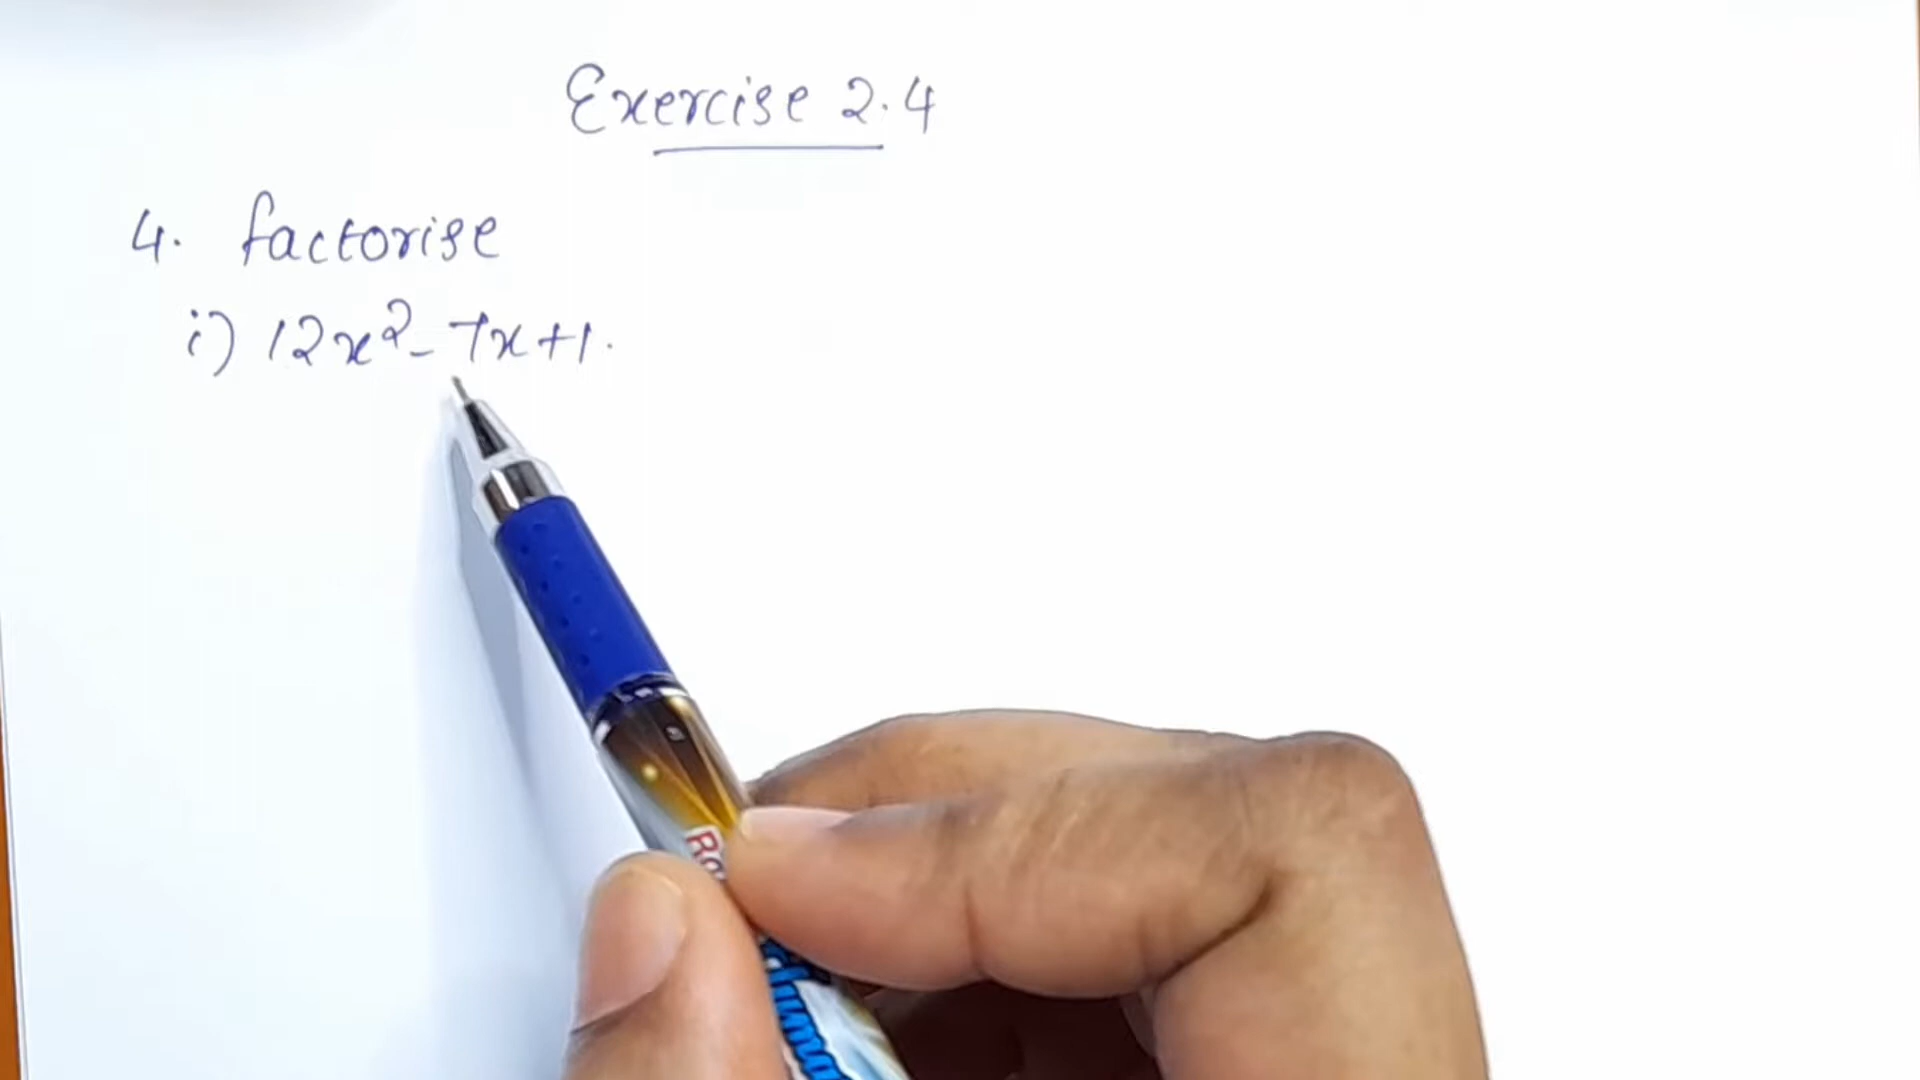 Exercise 2.4
4. factorise
i) 12x² - 7x + 1.